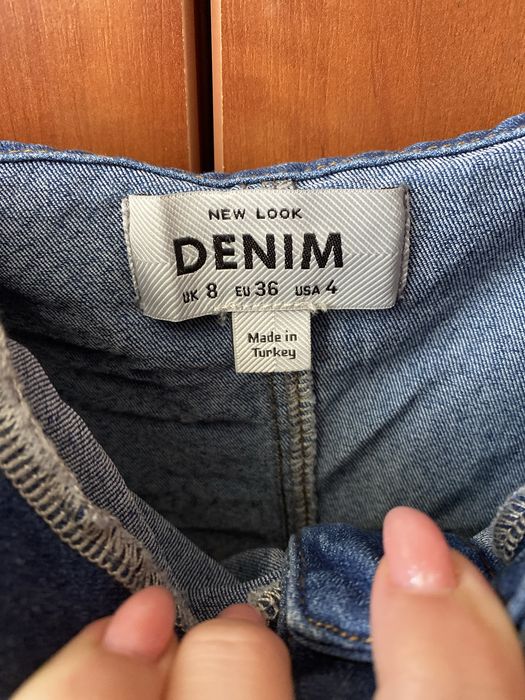 NEW LOOK
DENIM
UK 8 EU 36 USA 4
Made in
Turkey